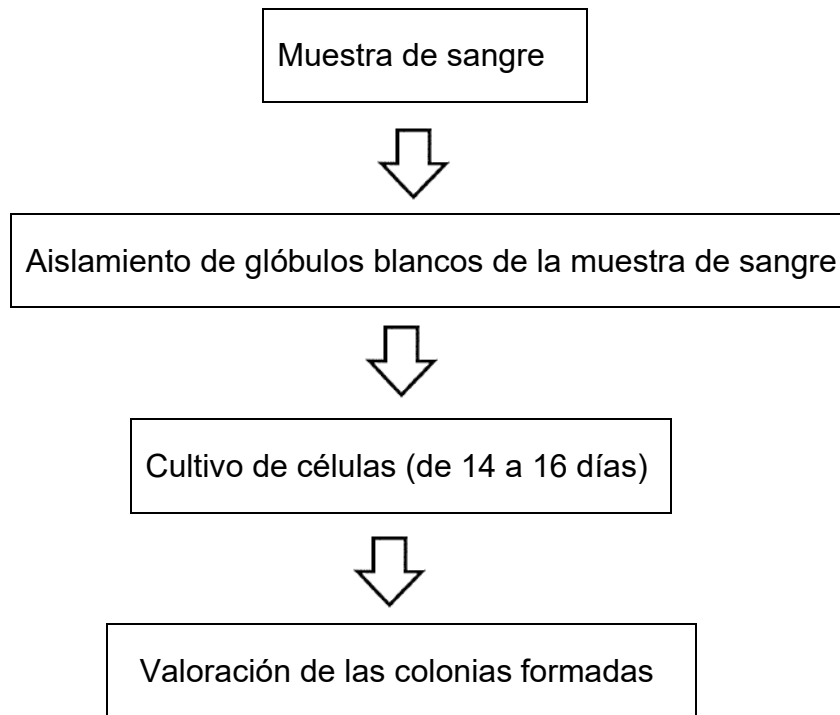 Muestra de sangre
Aislamiento de glóbulos blancos de la muestra de sangre
Cultivo de células (de 14 a 16 días)
Valoración de las colonias formadas